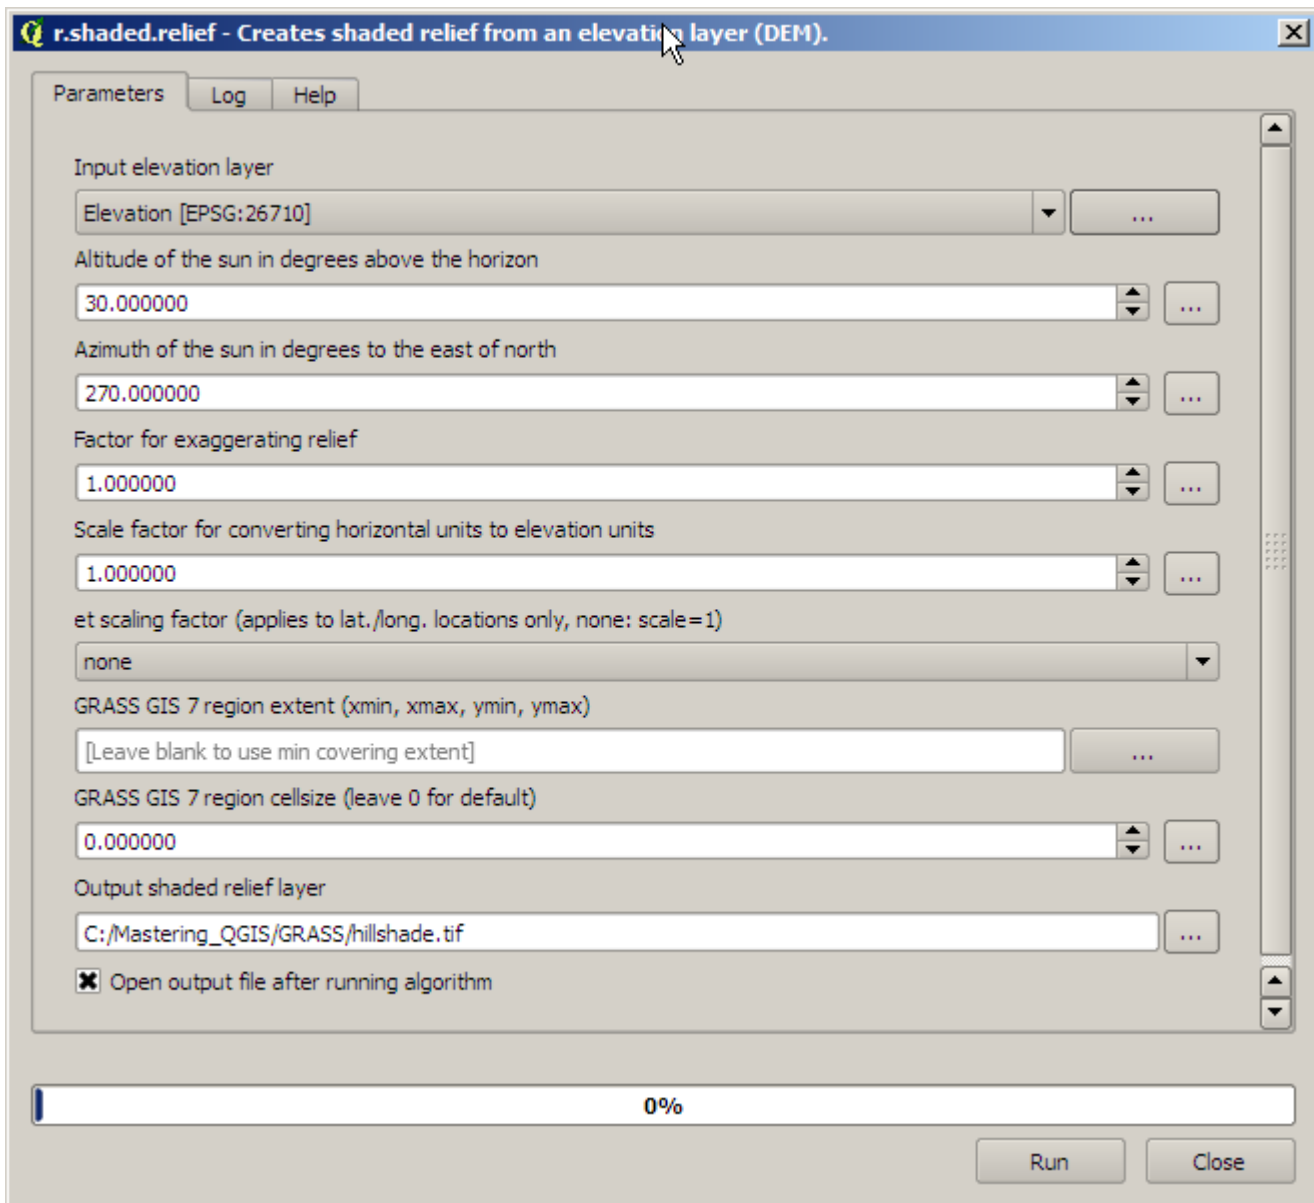 r.shaded.relief - Creates shaded relief from an elevation layer (DEM).
Parameters Log Help
Input elevation layer
Elevation [EPSG:26710] ...
Altitude of the sun in degrees above the horizon
30.000000 ...
Azimuth of the sun in degrees to the east of north
270.000000 ...
Factor for exaggerating relief
1.000000 ...
Scale factor for converting horizontal units to elevation units
1.000000 ...
et scaling factor (applies to lat./long. locations only, none: scale=1)
none
GRASS GIS 7 region extent (xmin, xmax, ymin, ymax)
[Leave blank to use min covering extent] ...
GRASS GIS 7 region cellsize (leave 0 for default)
0.000000 ...
Output shaded relief layer
C:/Mastering_QGIS/GRASS/hillshade.tif ...
Open output file after running algorithm
0%
Run Close